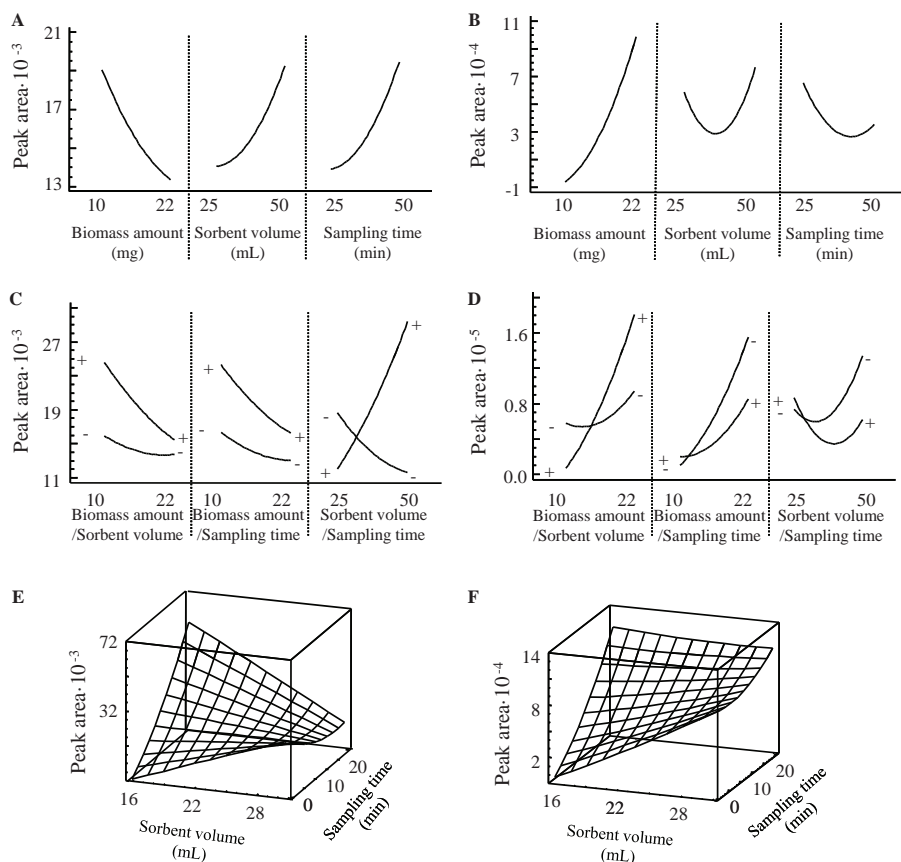 A
Peak area·10⁻³
21
17
13
10 22 25 50 25 50
Biomass amount Sorbent volume Sampling time
(mg) (mL) (min)
B
Peak area·10⁻⁴
11
7
3
-1
10 22 25 50 25 50
Biomass amount Sorbent volume Sampling time
(mg) (mL) (min)
C
Peak area·10⁻³
27
19
11
+ - + - + - + - - + + -
10 22 10 22 25 50
Biomass amount Biomass amount Sorbent volume
/Sorbent volume /Sampling time /Sampling time
D
Peak area·10⁻⁵
1.6
0.8
0.0
- + + - + - - + + - - +
10 22 10 22 25 50
Biomass amount Biomass amount Sorbent volume
/Sorbent volume /Sampling time /Sampling time
E
Peak area·10⁻³
72
32
16 22 28
Sorbent volume
(mL)
0 10 20
Sampling time
(min)
F
Peak area·10⁻⁴
14
8
2
16 22 28
Sorbent volume
(mL)
0 10 20
Sampling time
(min)